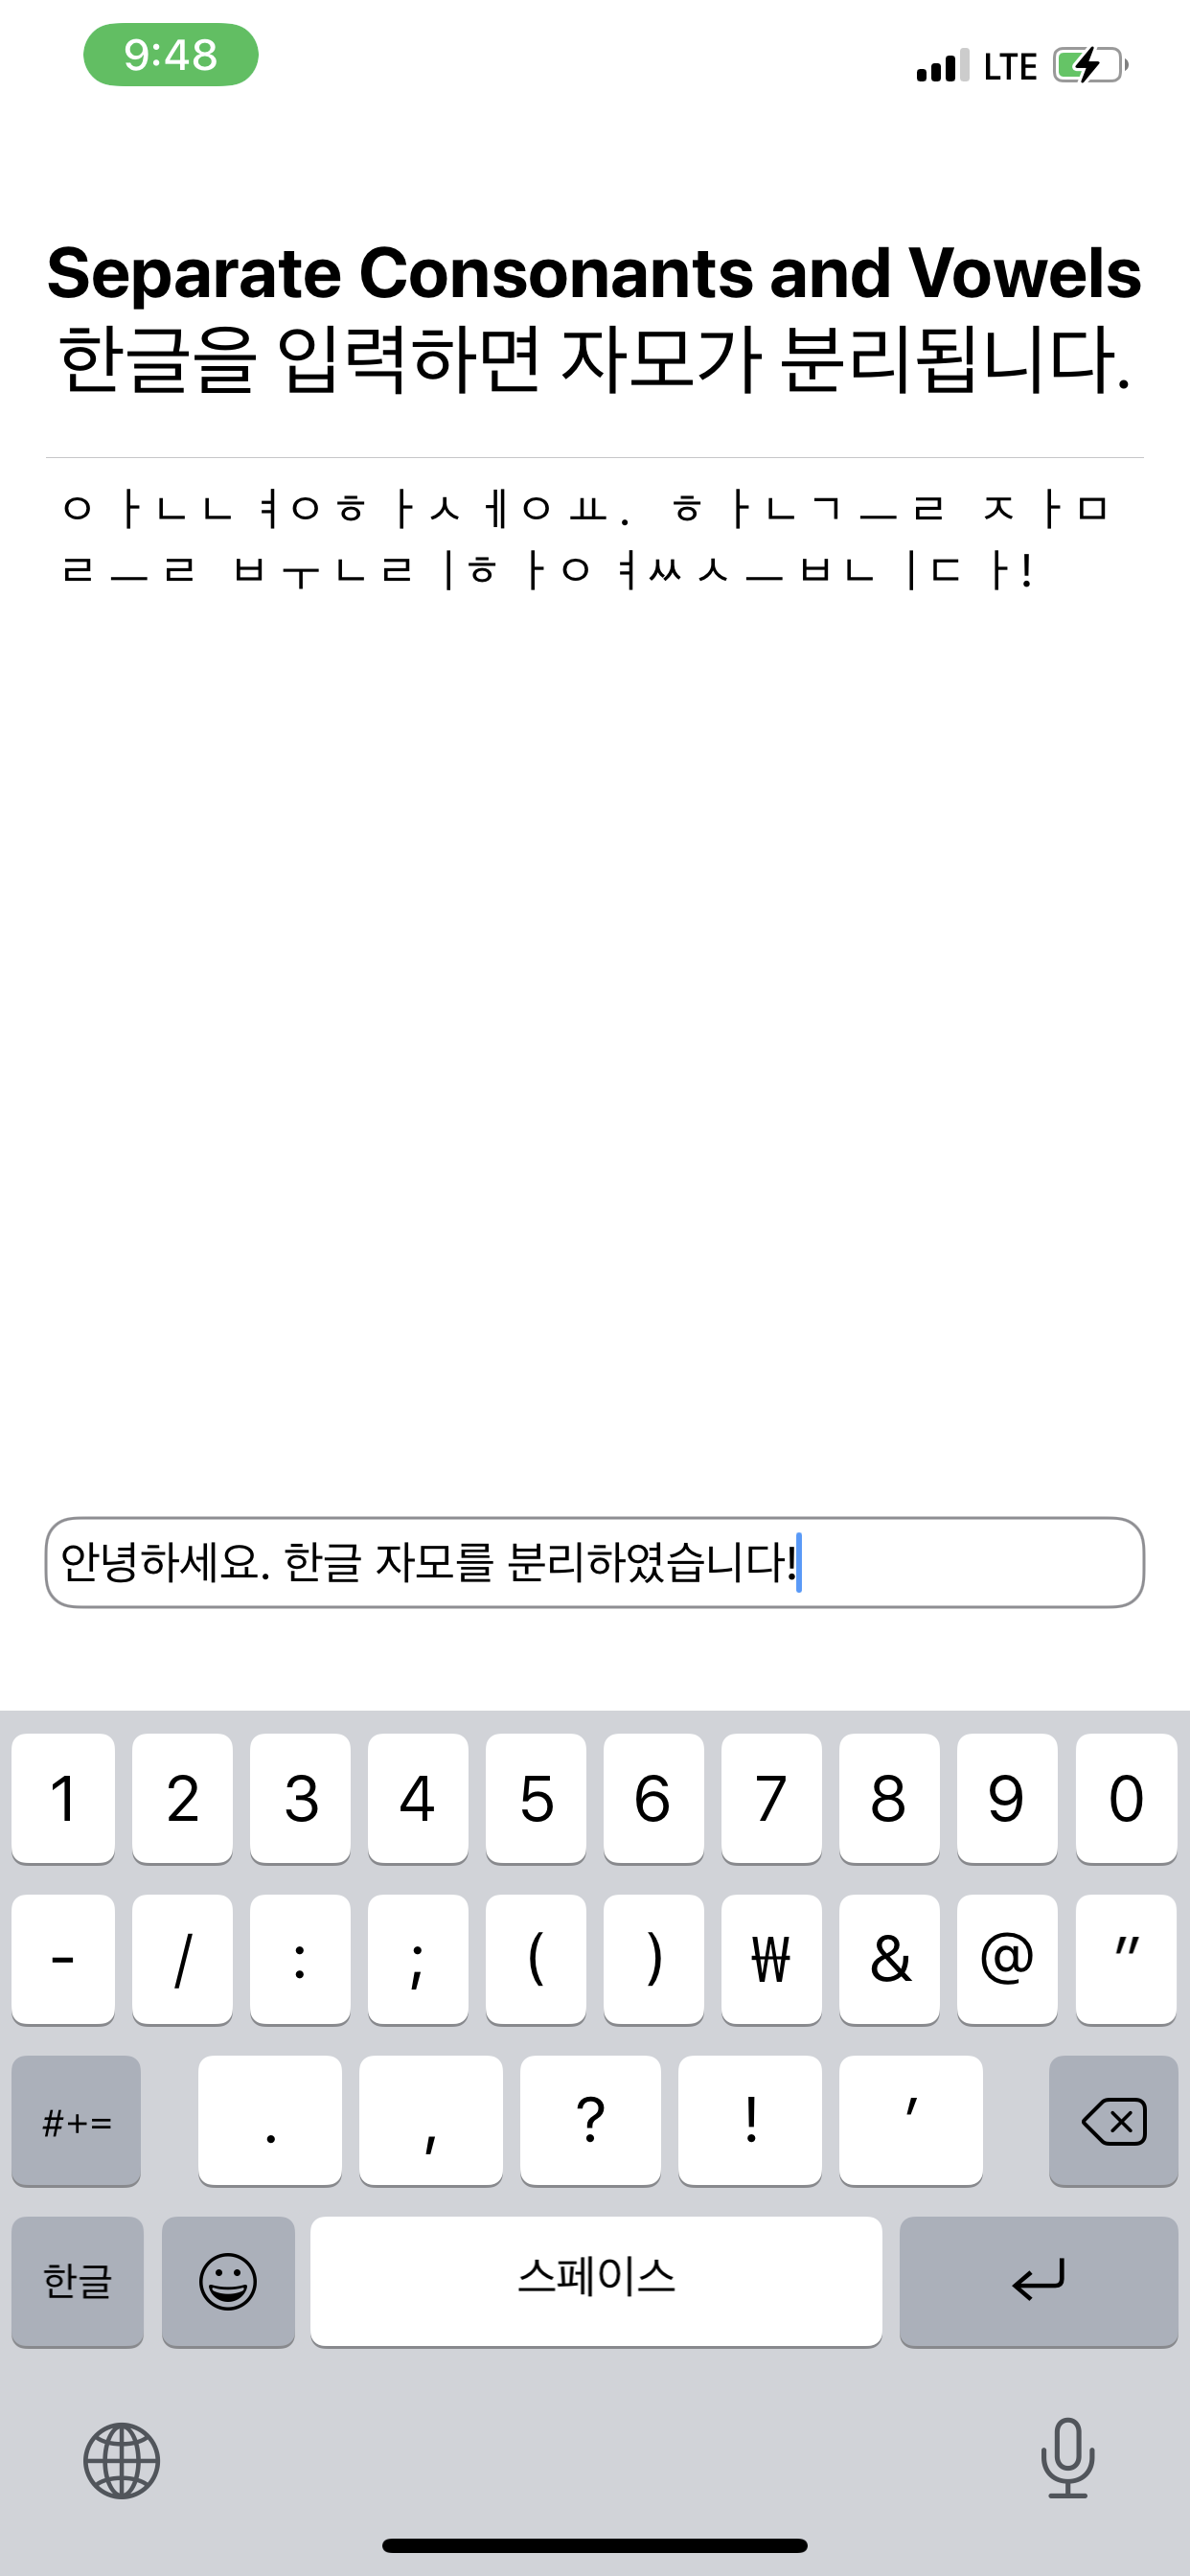 9:48 LTE
Separate Consonants and Vowels
한글을 입력하면 자모가 분리됩니다.
ㅇㅏㄴㄴㅕㅇㅎㅏㅅㅔㅇㅛ. ㅎㅏㄴㄱㅡㄹ ㅈㅏㅁ
ㄹㅡㄹ ㅂㅜㄴㄹㅣㅎㅏㅇㅕㅆㅅㅡㅂㄴㅣㄷㅏ!
안녕하세요. 한글 자모를 분리하였습니다!
1 2 3 4 5 6 7 8 9 0
- / : ; ( ) ₩ & @ ”
#+= . , ? ! ’
한글 스페이스